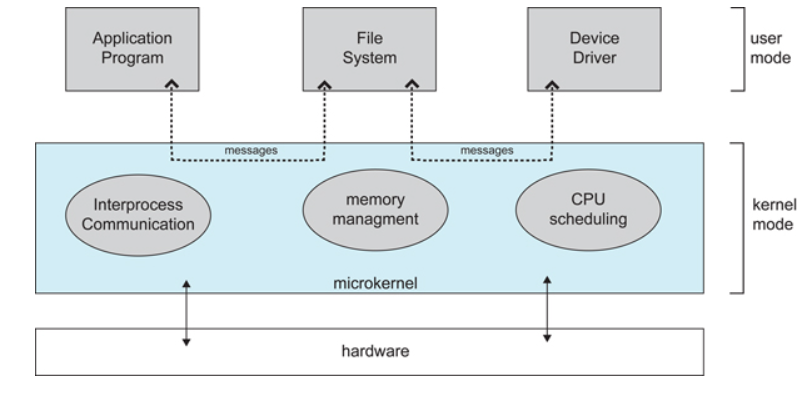 Application
Program
File
System
Device
Driver
user
mode
messages
messages
Interprocess
Communication
memory
managment
CPU
scheduling
kernel
mode
microkernel
hardware